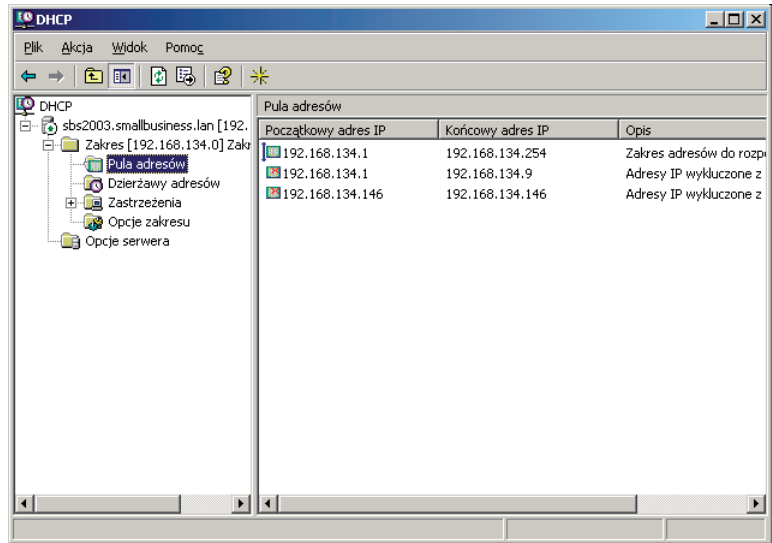 DHCP
Plik Akcja Widok Pomoc
DHCP
sbs2003.smallbusiness.lan [192.
Zakres [192.168.134.0] Zakr
Pula adresów
Dzierżawy adresów
Zastrzeżenia
Opcje zakresu
Opcje serwera
Pula adresów
Początkowy adres IP Końcowy adres IP Opis
192.168.134.1 192.168.134.254 Zakres adresów do rozp
192.168.134.1 192.168.134.9 Adresy IP wykluczone z
192.168.134.146 192.168.134.146 Adresy IP wykluczone z